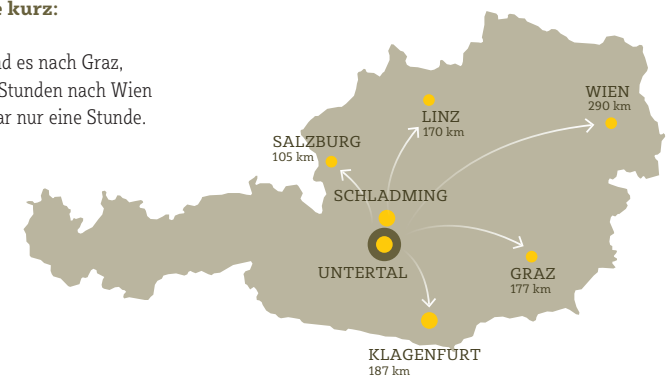 kurz:
es nach Graz,
Stunden nach Wien
nur eine Stunde.
WIEN
290 km
LINZ
170 km
SALZBURG
105 km
SCHLADMING
UNTERTAL
GRAZ
177 km
KLAGENFURT
187 km